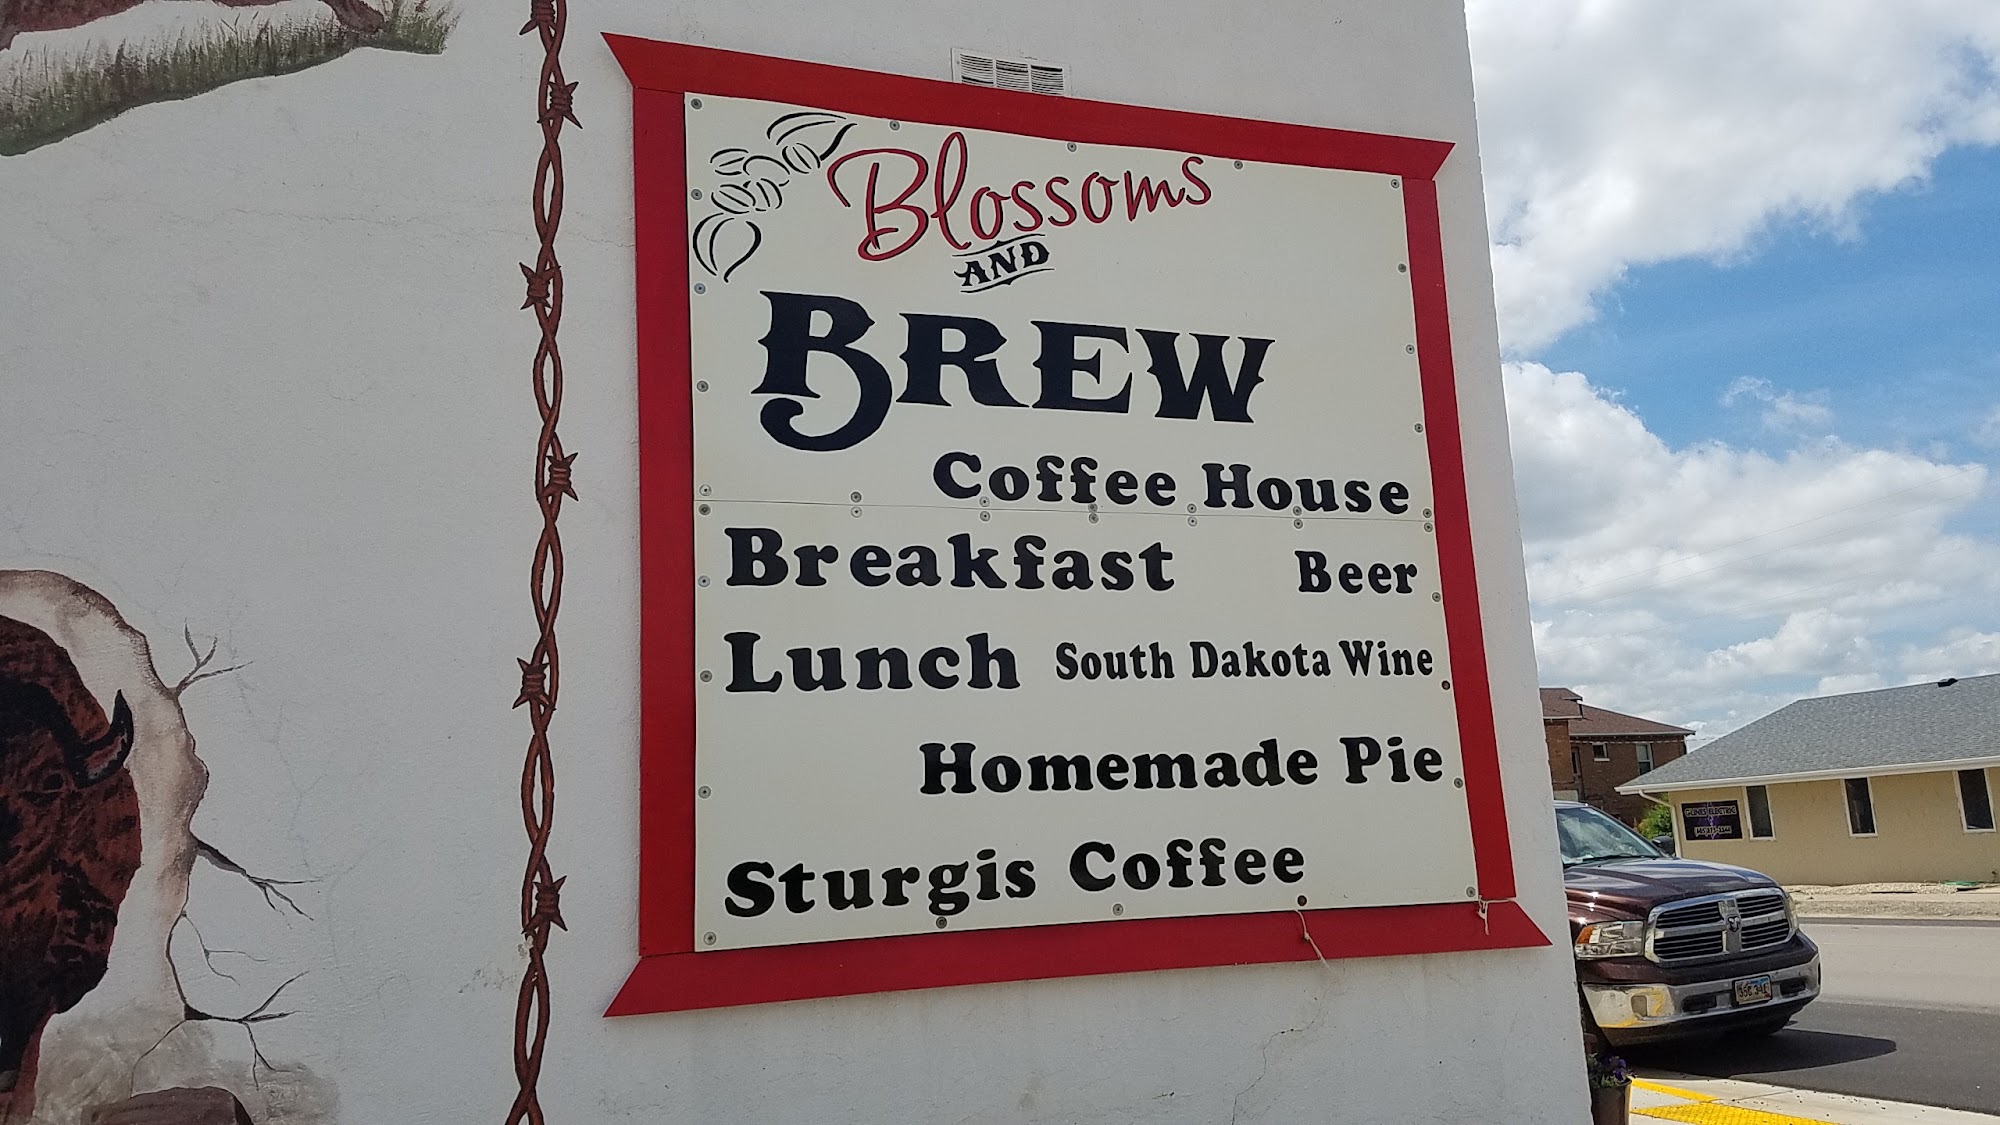 Blossoms
AND
BREW
Coffee House
Breakfast Beer
Lunch South Dakota Wine
Homemade Pie
Sturgis Coffee